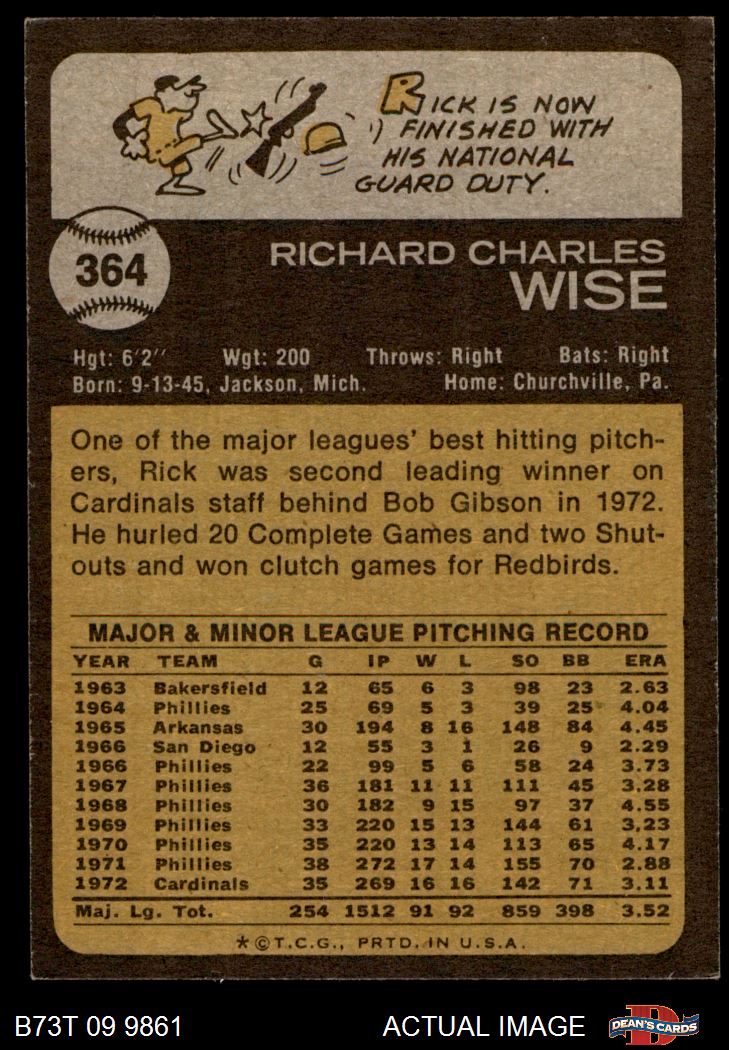 RICK IS NOW
FINISHED WITH
HIS NATIONAL
GUARD DUTY.
364
RICHARD CHARLES
WISE
Hgt: 6'2" Wgt: 200 Throws: Right Bats: Right
Born: 9-13-45, Jackson, Mich. Home: Churchville, Pa.
One of the major leagues' best hitting pitch-
ers, Rick was second leading winner on
Cardinals staff behind Bob Gibson in 1972.
He hurled 20 Complete Games and two Shut-
outs and won clutch games for Redbirds.
MAJOR & MINOR LEAGUE PITCHING RECORD
YEAR TEAM G IP W L SO BB ERA
1963 Bakersfield 12 65 6 3 98 23 2.63
1964 Phillies 25 69 5 3 39 25 4.04
1965 Arkansas 30 194 8 16 148 84 4.45
1966 San Diego 12 55 3 1 26 9 2.29
1966 Phillies 22 99 5 6 58 24 3.73
1967 Phillies 36 181 11 11 111 45 3.28
1968 Phillies 30 182 9 15 97 37 4.55
1969 Phillies 33 220 15 13 144 61 3.23
1970 Phillies 35 220 13 14 113 65 4.17
1971 Phillies 38 272 17 14 155 70 2.88
1972 Cardinals 35 269 16 16 142 71 3.11
Maj. Lg. Tot. 254 1512 91 92 859 398 3.52
*©T.C.G., PRTD. IN U.S.A.
B73T 09 9861 ACTUAL IMAGE DEAN'S CARDS